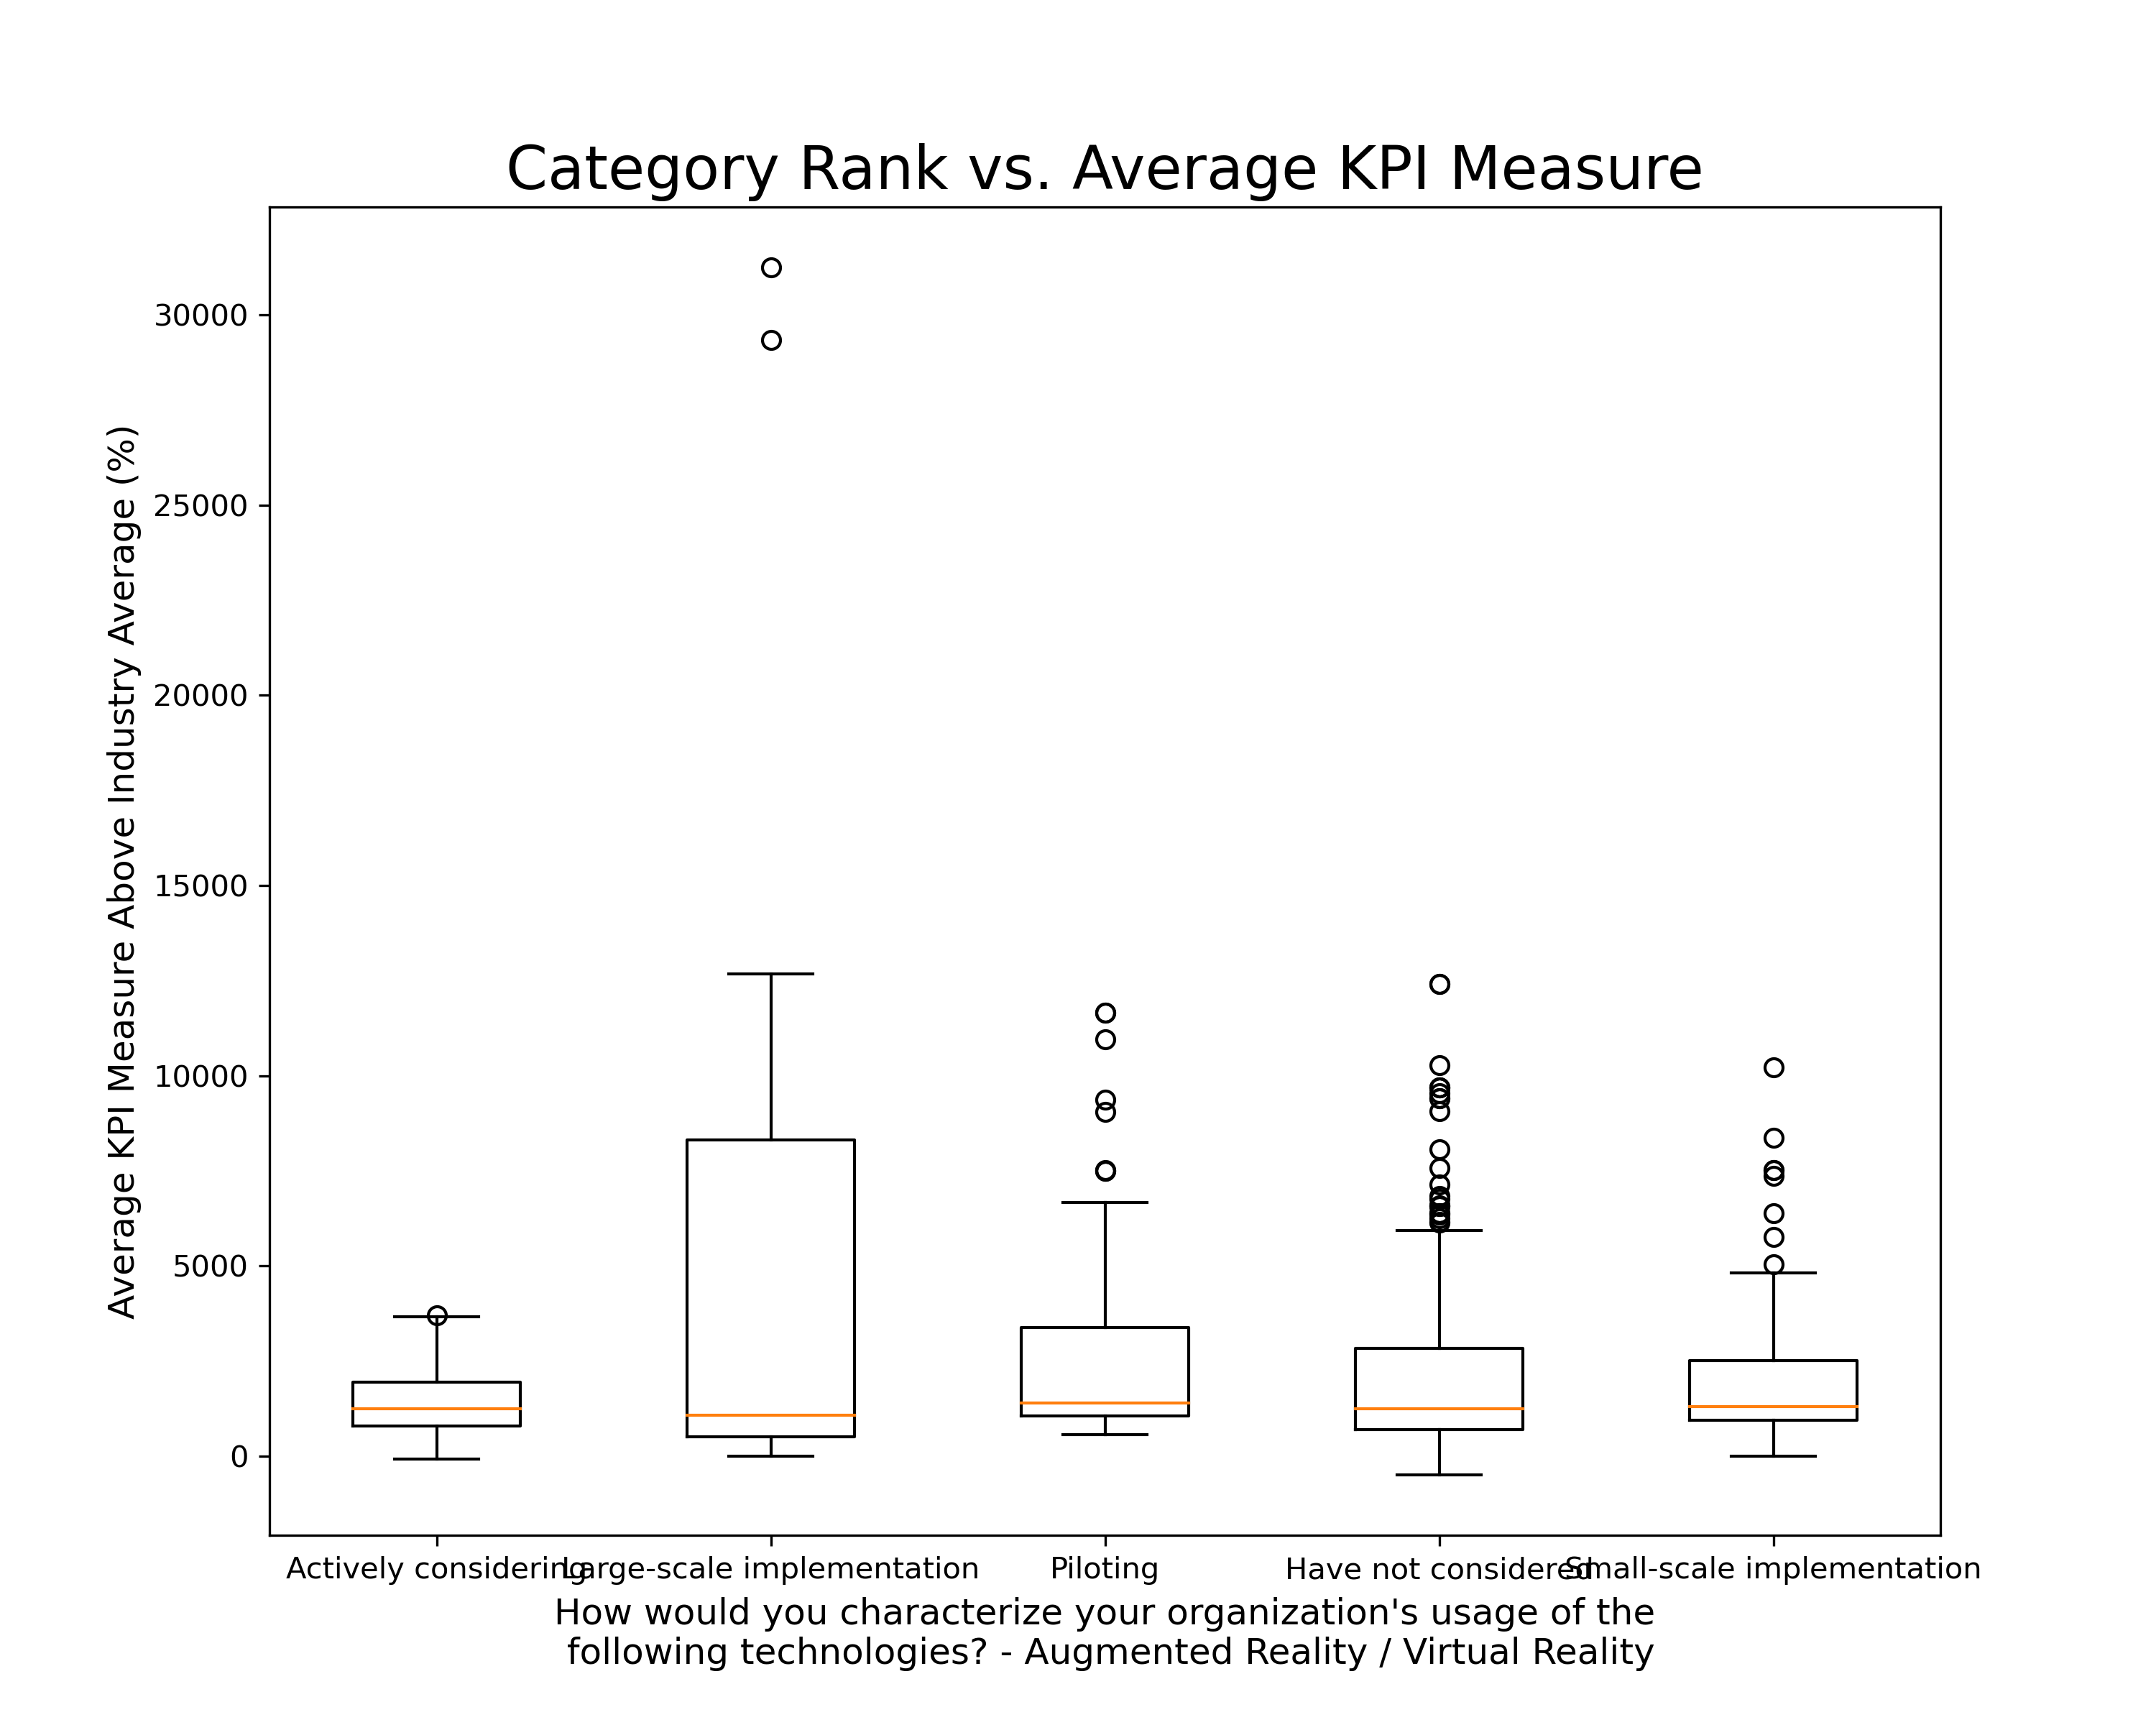 Category Rank vs. Average KPI Measure
Average KPI Measure Above Industry Average (%)
30000
25000
20000
15000
10000
5000
0
Actively considering
Large-scale implementation
Piloting
Have not considered
Small-scale implementation
How would you characterize your organization's usage of the
following technologies? - Augmented Reality / Virtual Reality